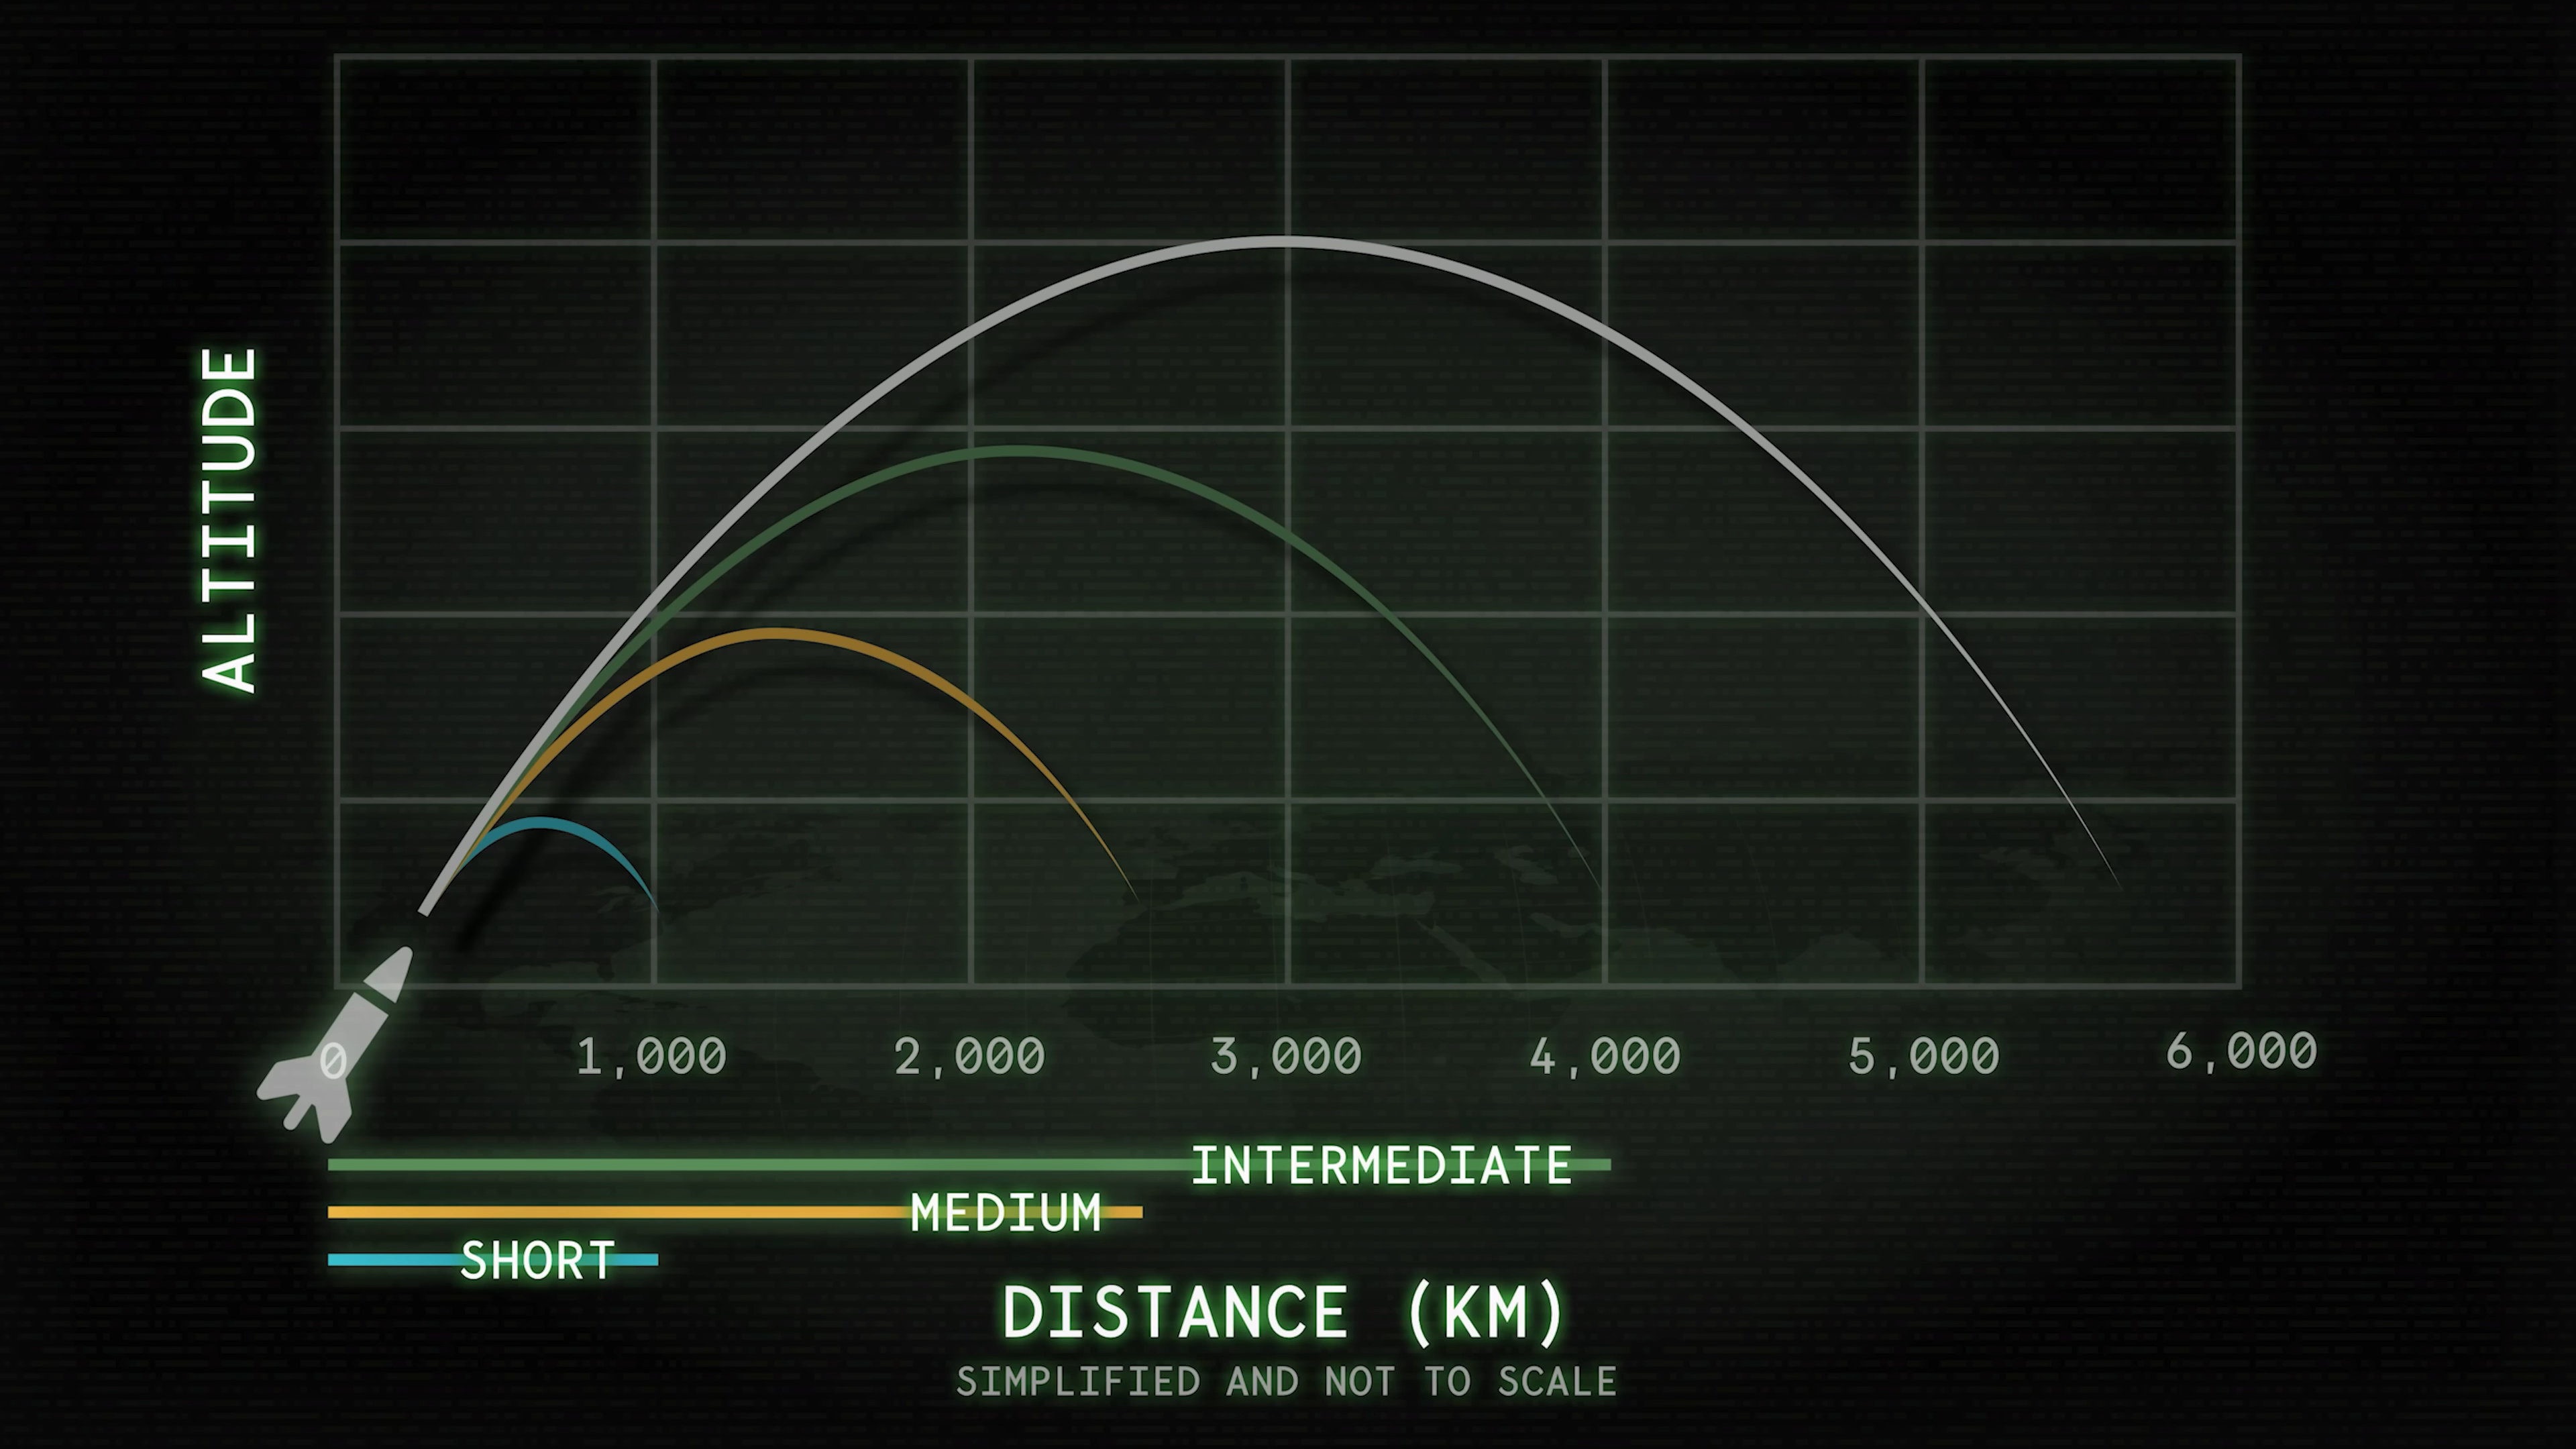 ALTITUDE
0 1,000 2,000 3,000 4,000 5,000 6,000
INTERMEDIATE
MEDIUM
SHORT
DISTANCE (KM)
SIMPLIFIED AND NOT TO SCALE